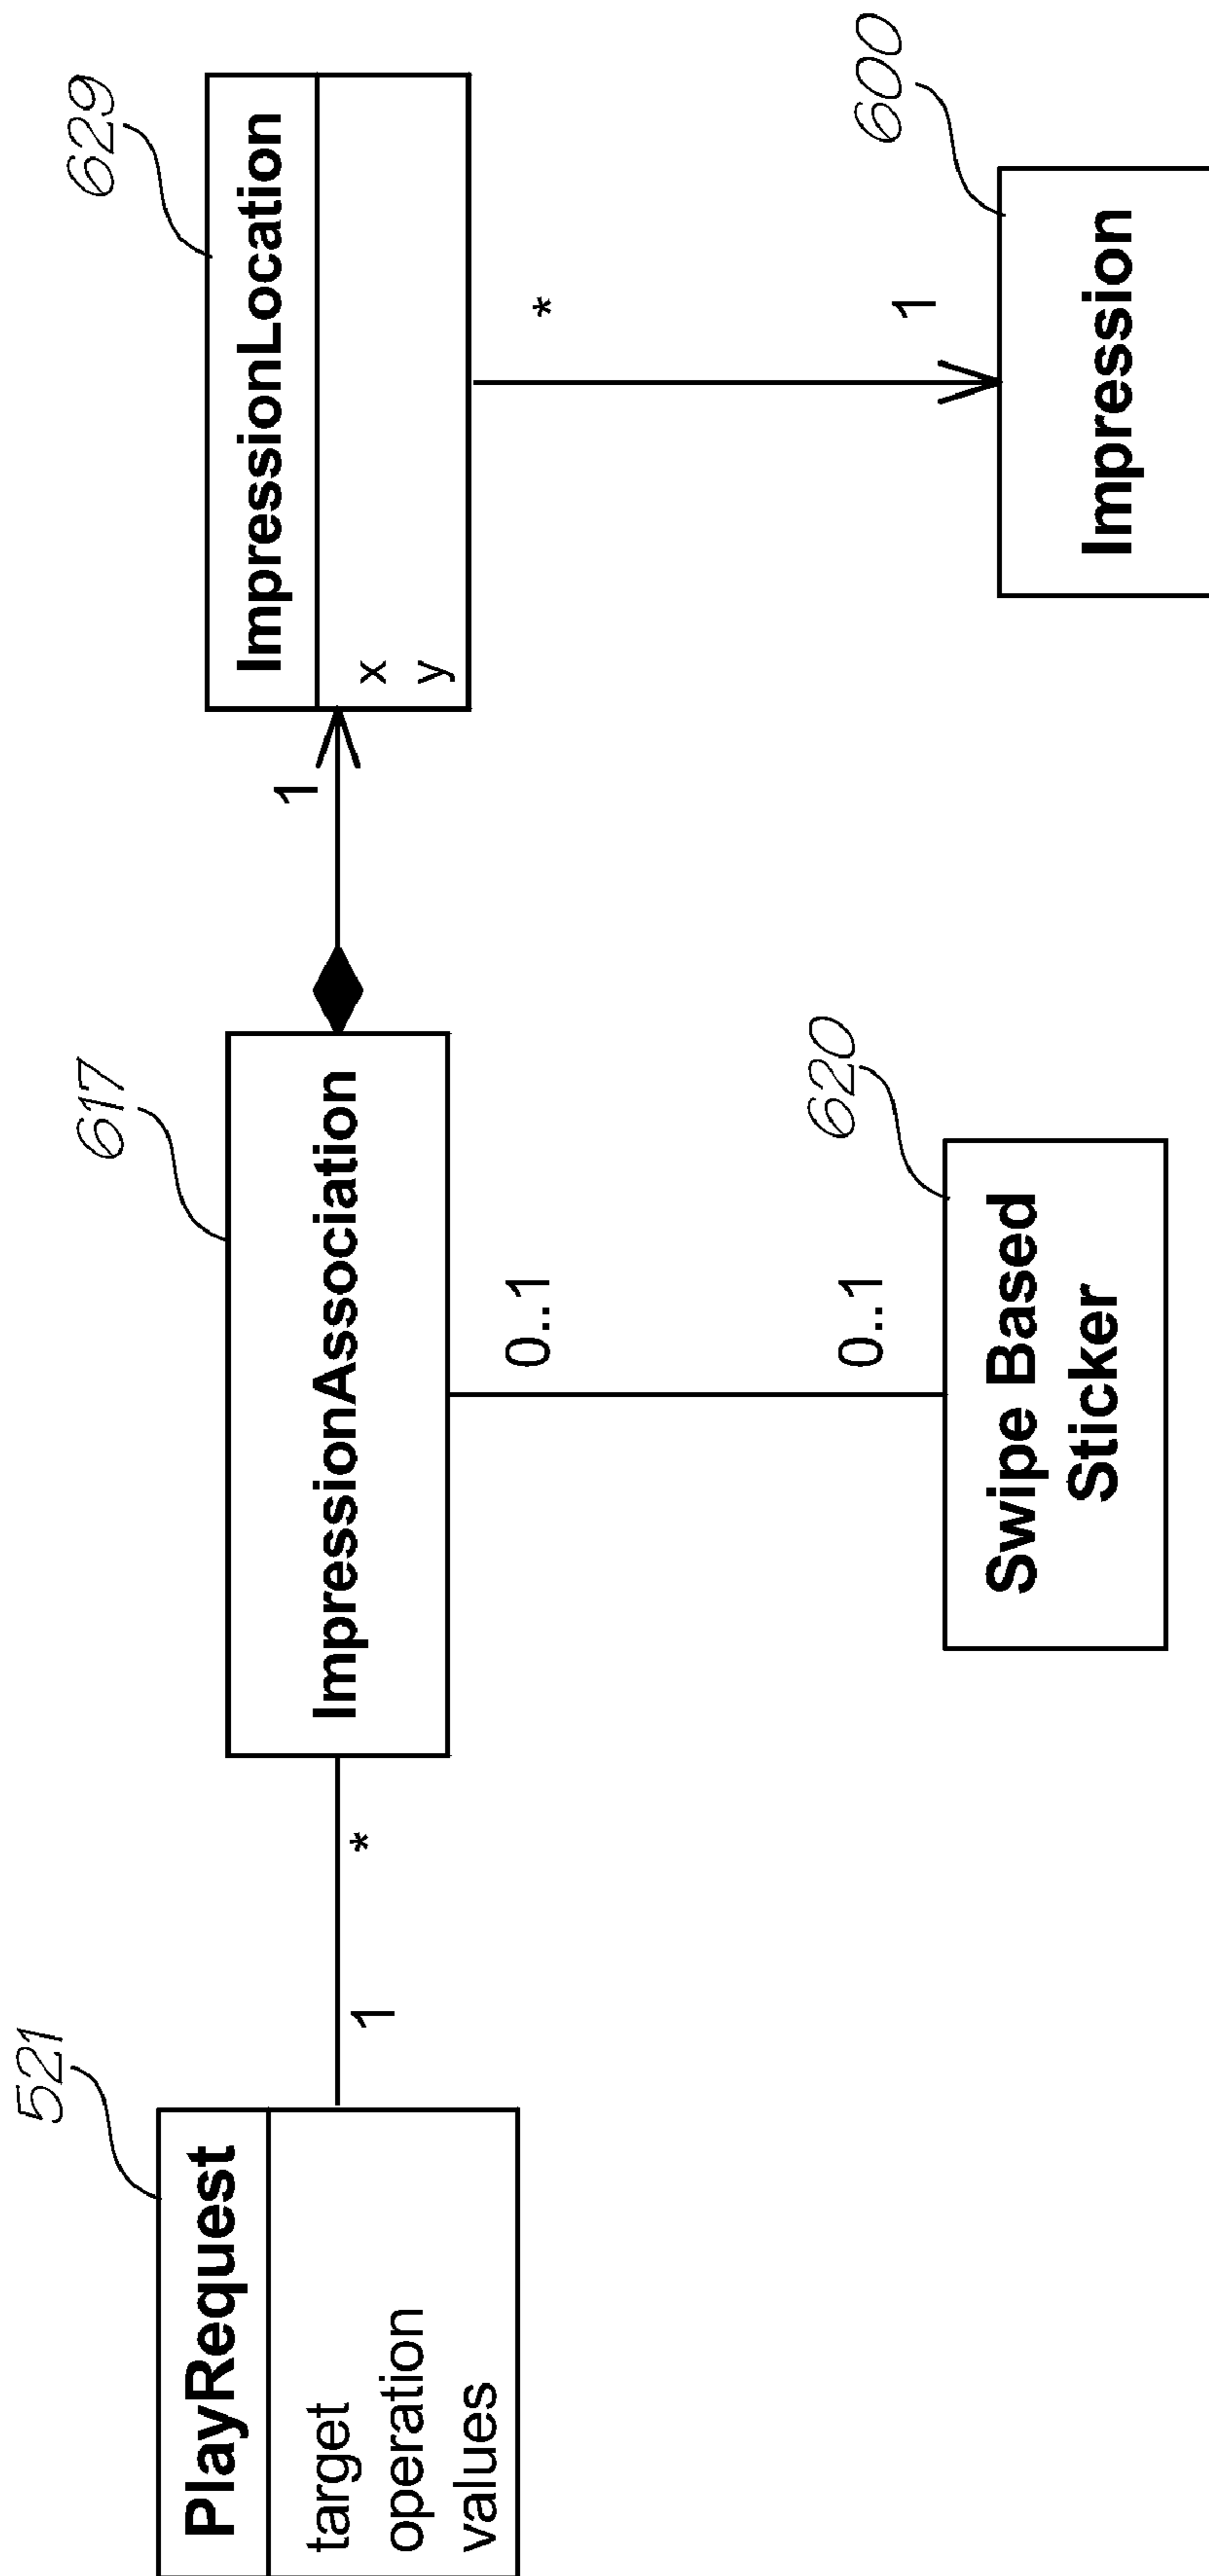 521
PlayRequest
target
operation
values
1
*
617
ImpressionAssociation
1
629
ImpressionLocation
x
y
0..1
0..1
620
Swipe Based
Sticker
*
1
600
Impression